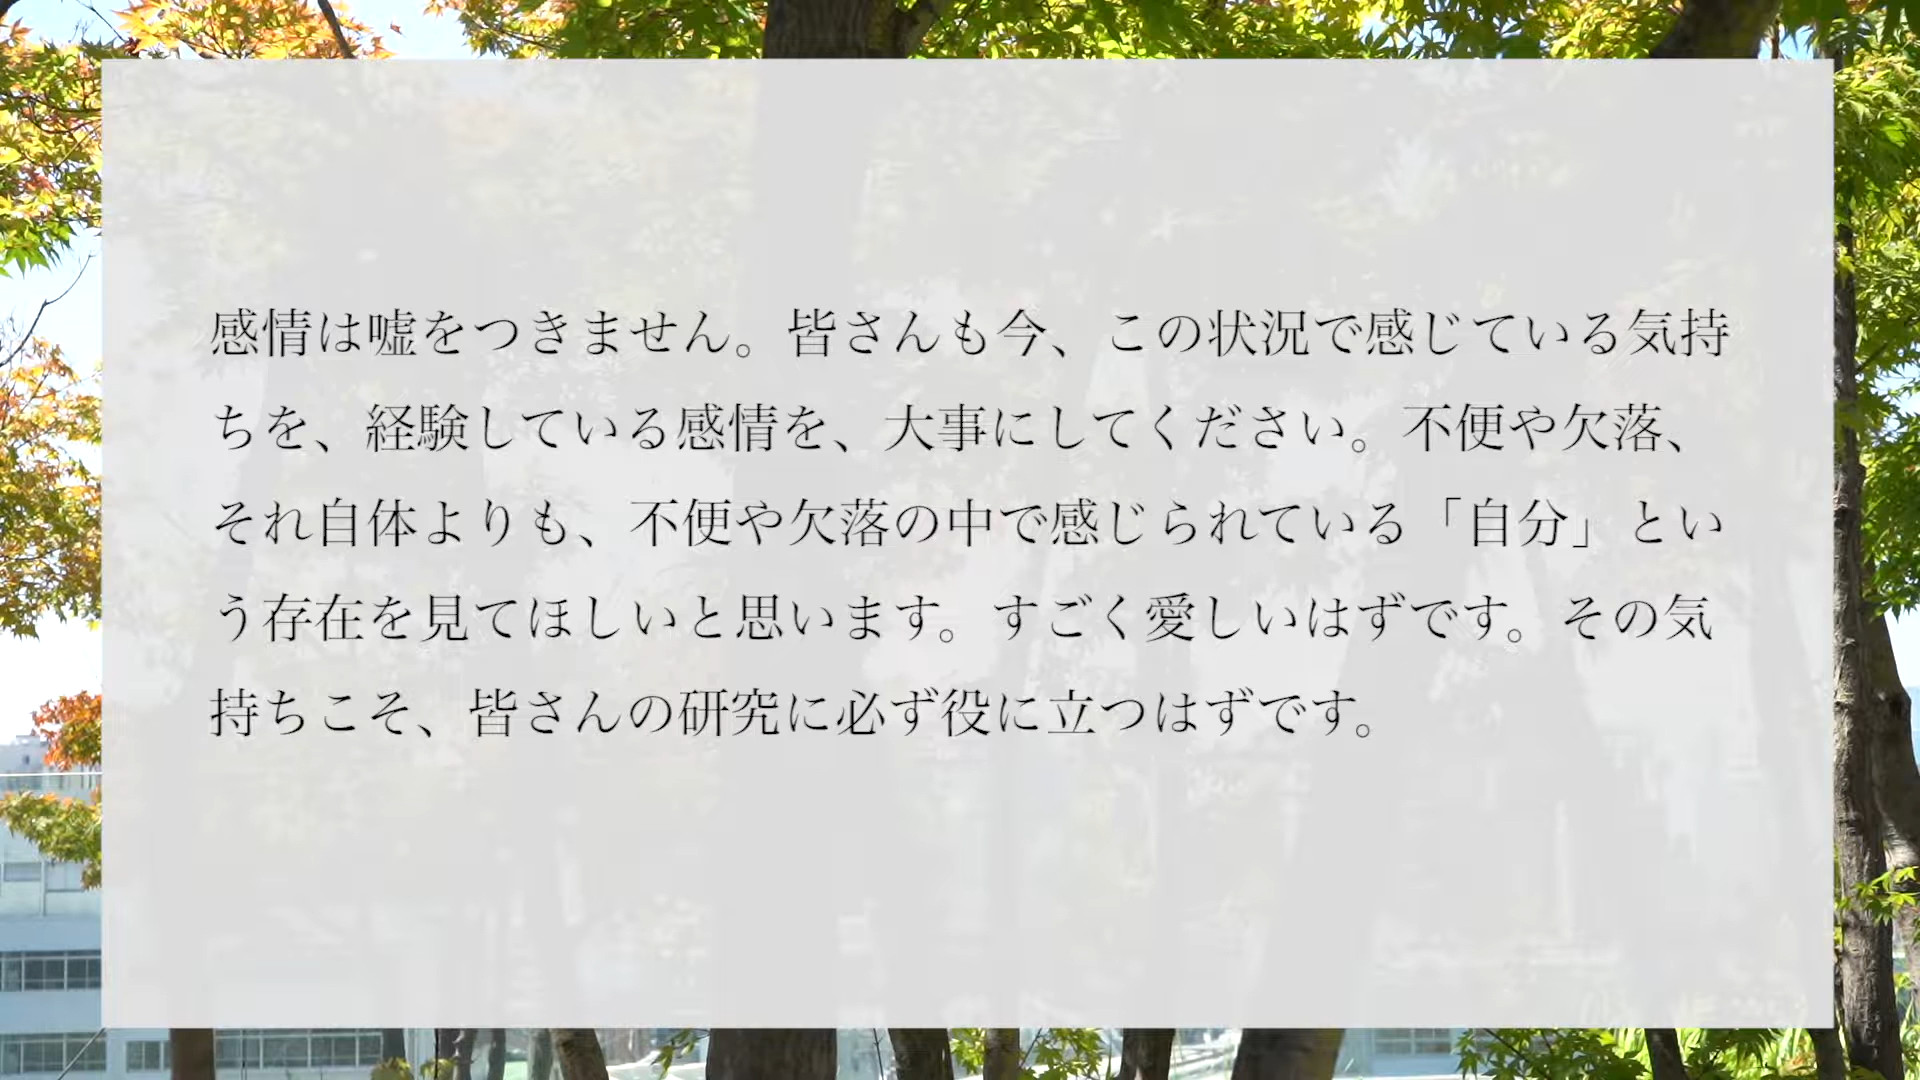 感情は嘘をつきません。皆さんも今、この状況で感じている気持
ちを、経験している感情を、大事にしてください。不便や欠落、
それ自体よりも、不便や欠落の中で感じられている「自分」とい
う存在を見てほしいと思います。すごく愛しいはずです。その気
持ちこそ、皆さんの研究に必ず役に立つはずです。